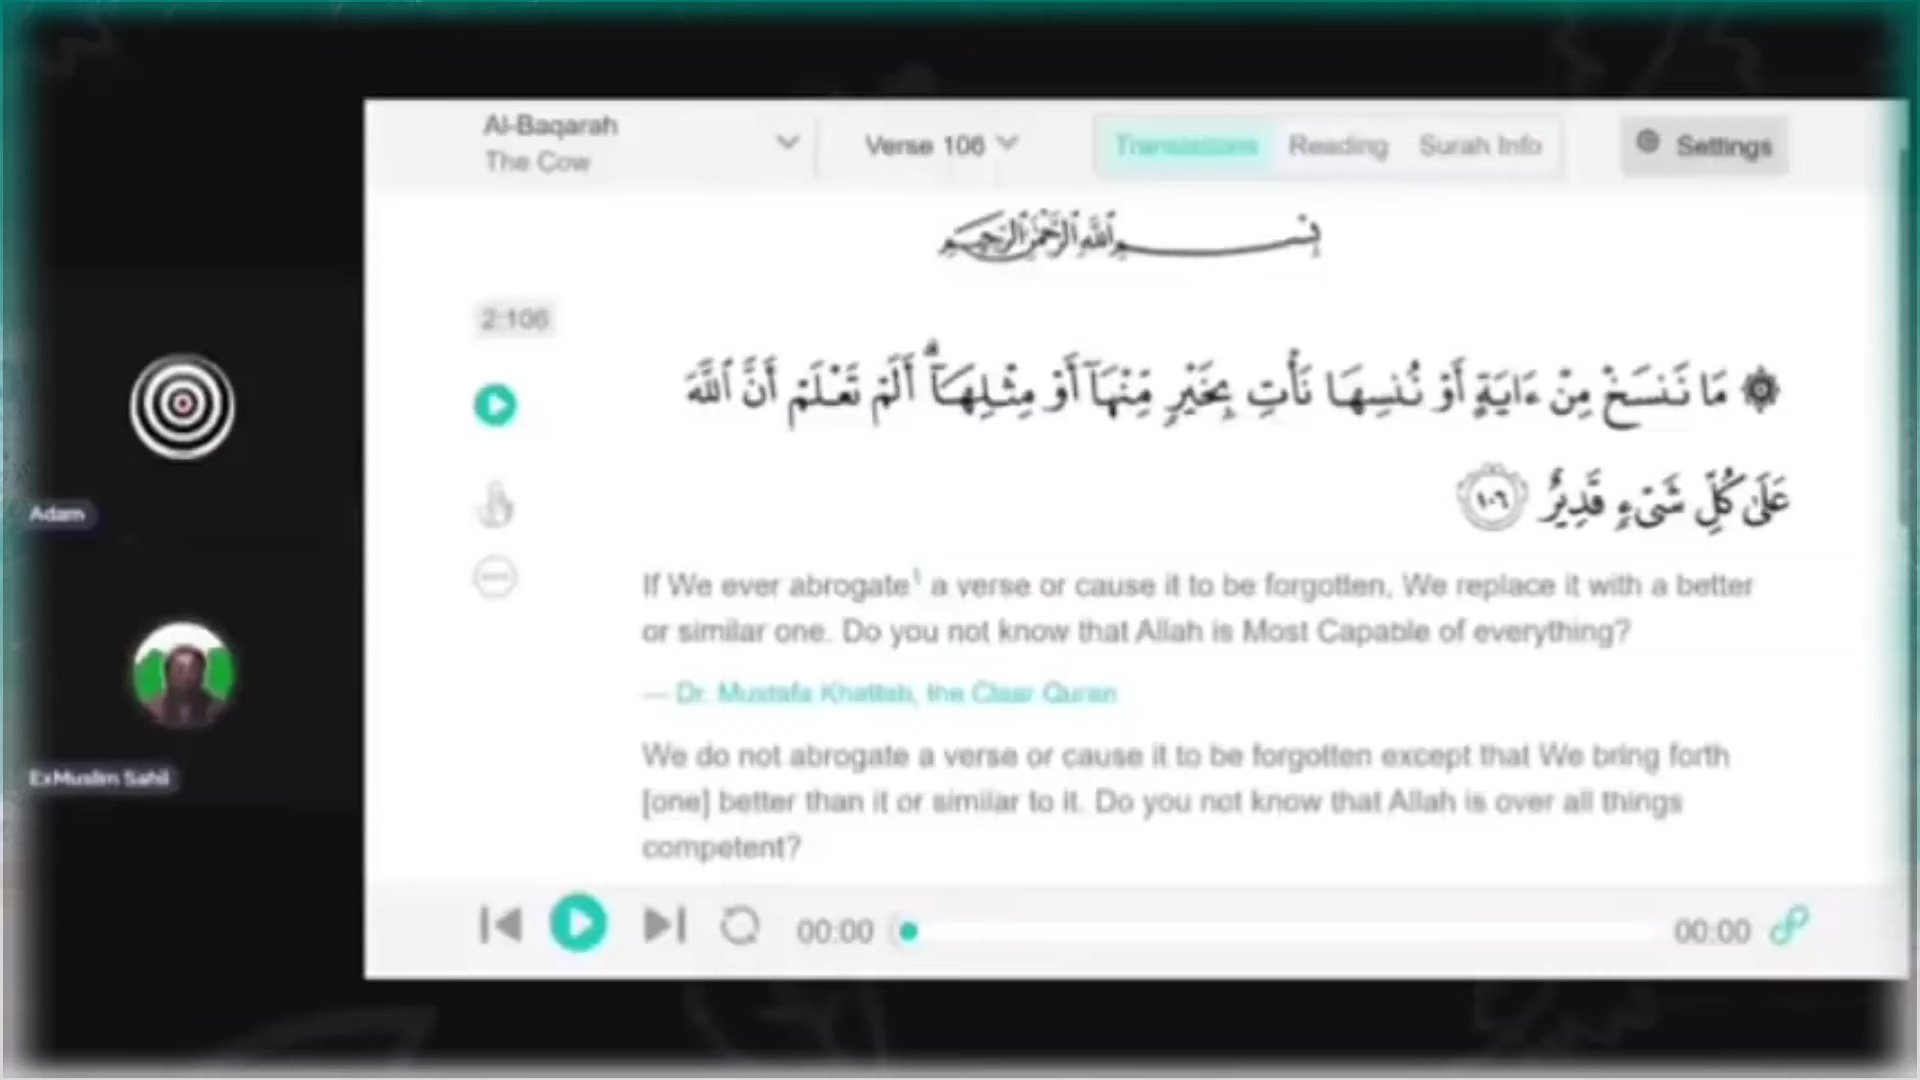 Al-Baqarah
The Cow
Verse 106
Translations Reading Surah Info
Settings
بِسْمِ ٱللَّهِ ٱلرَّحْمَٰنِ ٱلرَّحِيمِ
2:106
۞ مَا نَنسَخْ مِنْ ءَايَةٍ أَوْ نُنسِهَا نَأْتِ بِخَيْرٍ مِّنْهَآ أَوْ مِثْلِهَآ ۗ أَلَمْ تَعْلَمْ أَنَّ ٱللَّهَ
عَلَىٰ كُلِّ شَىْءٍ قَدِيرٌ ١٠٦
If We ever abrogate¹ a verse or cause it to be forgotten, We replace it with a better
or similar one. Do you not know that Allah is Most Capable of everything?
— Dr. Mustafa Khattab, the Clear Quran
We do not abrogate a verse or cause it to be forgotten except that We bring forth
[one] better than it or similar to it. Do you not know that Allah is over all things
competent?
00:00 00:00
Adam
ExMuslim Sahil